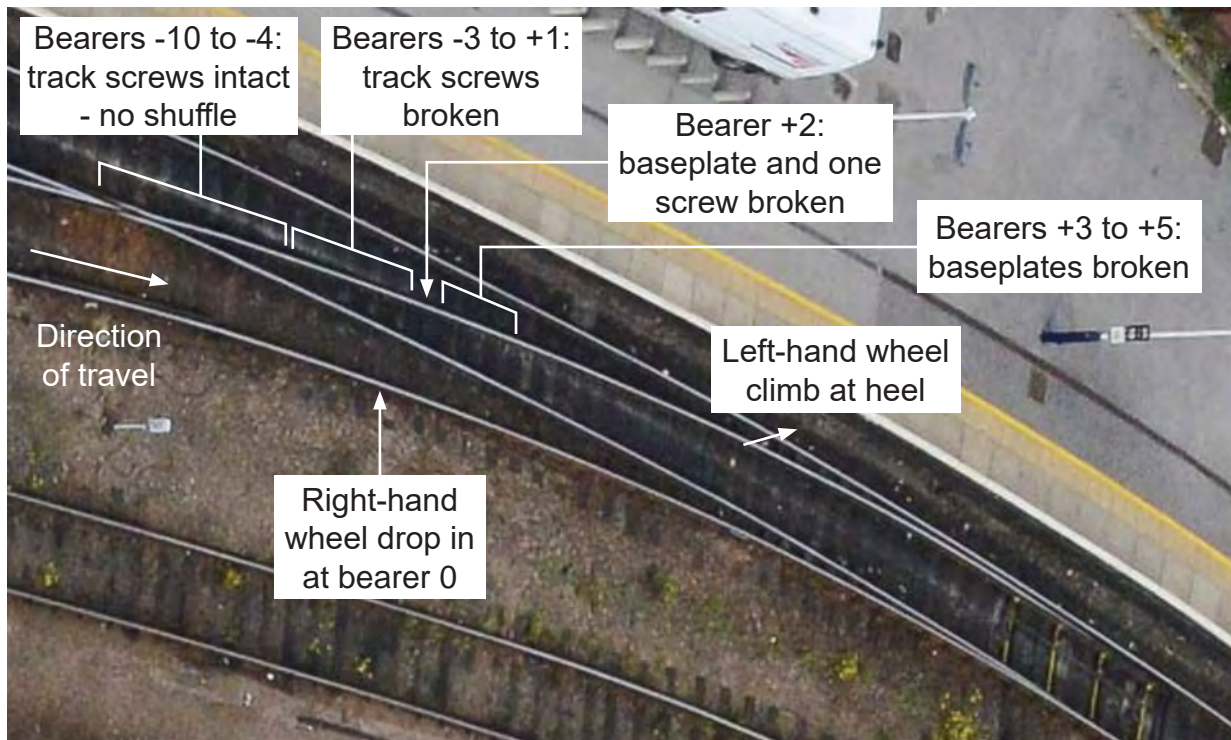 Bearers -10 to -4:
track screws intact
- no shuffle
Bearers -3 to +1:
track screws
broken
Bearer +2:
baseplate and one
screw broken
Bearers +3 to +5:
baseplates broken
Direction
of travel
Left-hand wheel
climb at heel
Right-hand
wheel drop in
at bearer 0